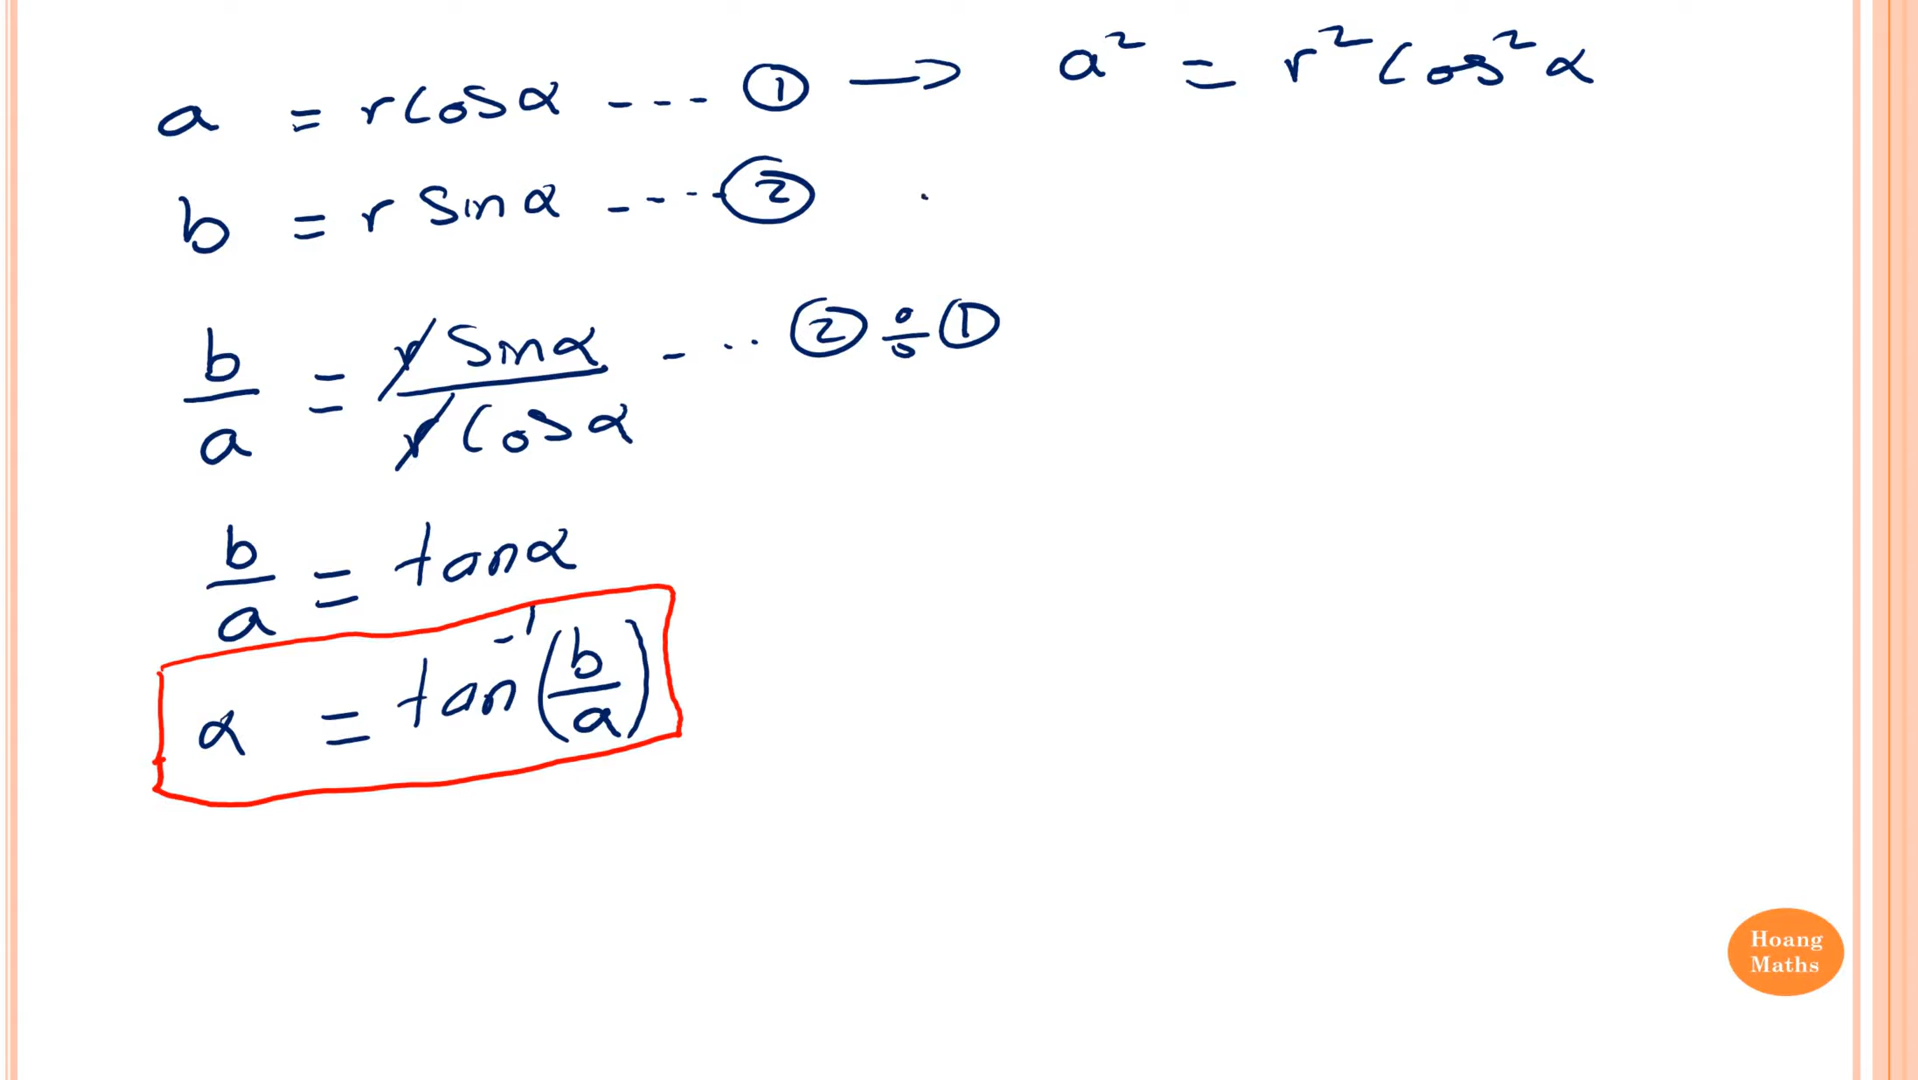 a = r cos α --- ① → a² = r² cos² α
b = r sin α ---- ②
b/a = r sin α / r cos α - ·· ② ÷ ①
b/a = tan α
α = tan⁻¹(b/a)
Hoang
Maths